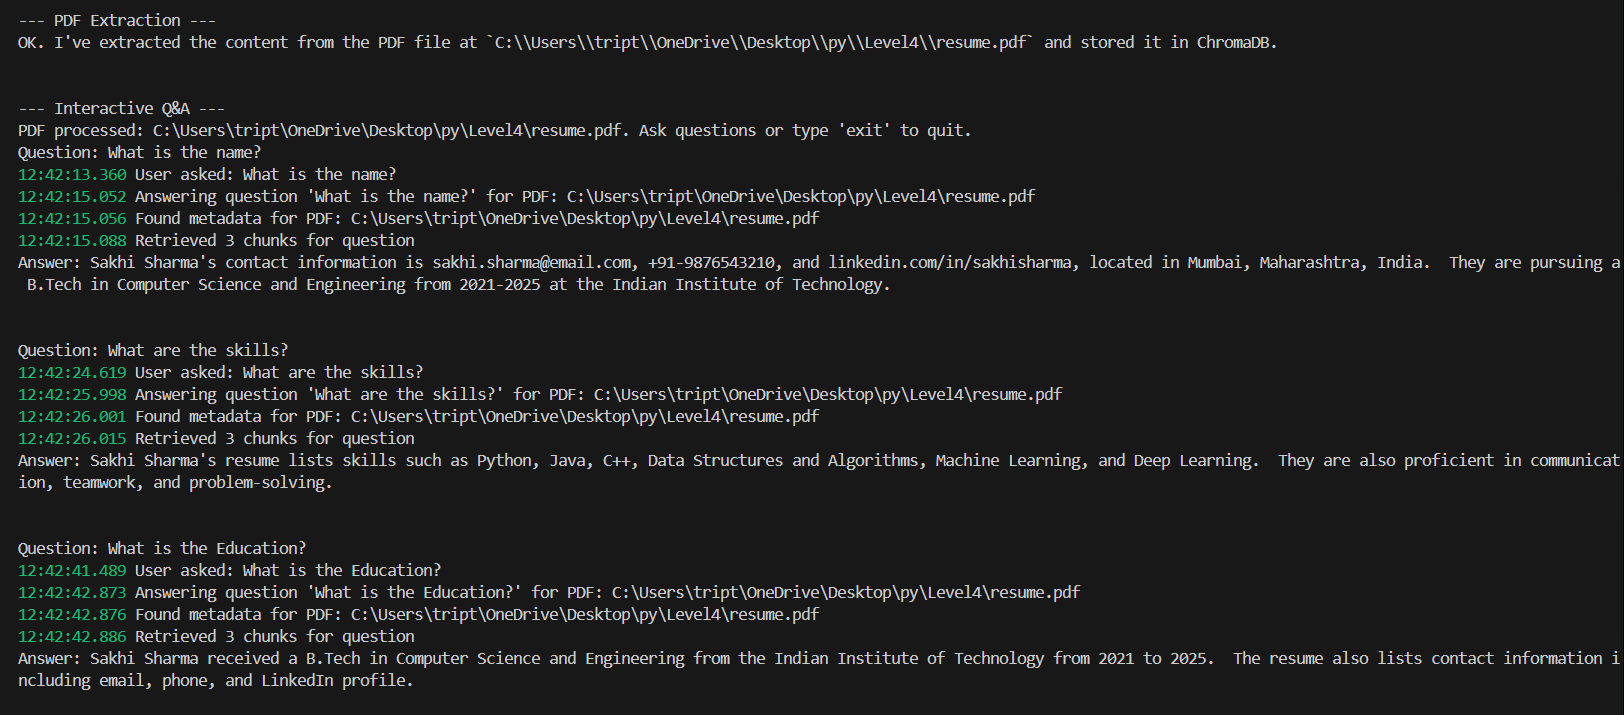 --- PDF Extraction ---
OK. I've extracted the content from the PDF file at `C:\\Users\\tript\\OneDrive\\Desktop\\py\\Level4\\resume.pdf` and stored it in ChromaDB.
--- Interactive Q&A ---
PDF processed: C:\Users\tript\OneDrive\Desktop\py\Level4\resume.pdf. Ask questions or type 'exit' to quit.
Question: What is the name?
12:42:13.360 User asked: What is the name?
12:42:15.052 Answering question 'What is the name?' for PDF: C:\Users\tript\OneDrive\Desktop\py\Level4\resume.pdf
12:42:15.056 Found metadata for PDF: C:\Users\tript\OneDrive\Desktop\py\Level4\resume.pdf
12:42:15.088 Retrieved 3 chunks for question
Answer: Sakhi Sharma's contact information is sakhi.sharma@email.com, +91-9876543210, and linkedin.com/in/sakhisharma, located in Mumbai, Maharashtra, India.  They are pursuing a
 B.Tech in Computer Science and Engineering from 2021-2025 at the Indian Institute of Technology.
Question: What are the skills?
12:42:24.619 User asked: What are the skills?
12:42:25.998 Answering question 'What are the skills?' for PDF: C:\Users\tript\OneDrive\Desktop\py\Level4\resume.pdf
12:42:26.001 Found metadata for PDF: C:\Users\tript\OneDrive\Desktop\py\Level4\resume.pdf
12:42:26.015 Retrieved 3 chunks for question
Answer: Sakhi Sharma's resume lists skills such as Python, Java, C++, Data Structures and Algorithms, Machine Learning, and Deep Learning.  They are also proficient in communicat
ion, teamwork, and problem-solving.
Question: What is the Education?
12:42:41.489 User asked: What is the Education?
12:42:42.873 Answering question 'What is the Education?' for PDF: C:\Users\tript\OneDrive\Desktop\py\Level4\resume.pdf
12:42:42.876 Found metadata for PDF: C:\Users\tript\OneDrive\Desktop\py\Level4\resume.pdf
12:42:42.886 Retrieved 3 chunks for question
Answer: Sakhi Sharma received a B.Tech in Computer Science and Engineering from the Indian Institute of Technology from 2021 to 2025.  The resume also lists contact information i
ncluding email, phone, and LinkedIn profile.